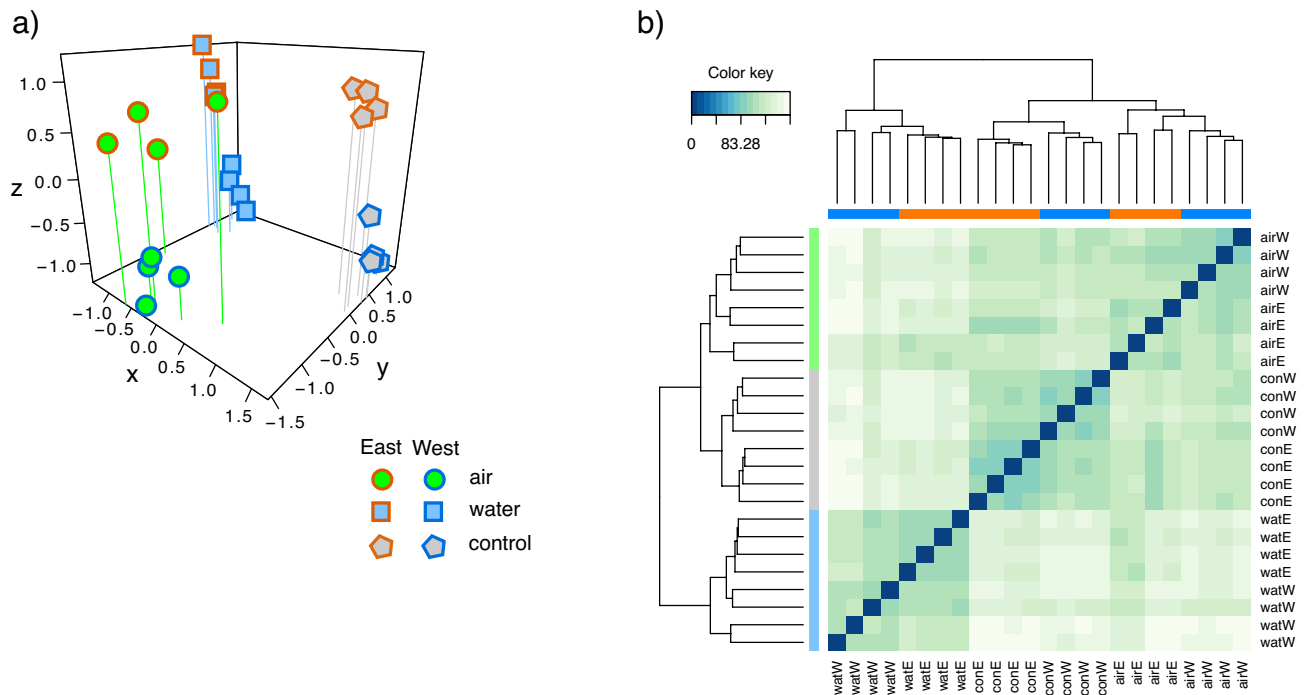 a)
z
1.0
0.5
0.0
−0.5
−1.0
−1.0
−0.5
0.0
0.5
1.0
1.5
x
−1.5
−1.0
−0.5
0.0
0.5
1.0
y
East West
air
water
control
b)
Color key
0 83.28
airW
airW
airW
airW
airE
airE
airE
airE
conW
conW
conW
conW
conE
conE
conE
conE
watE
watE
watE
watE
watW
watW
watW
watW
watW
watW
watW
watW
watE
watE
watE
watE
conE
conE
conE
conE
conW
conW
conW
conW
airE
airE
airE
airE
airW
airW
airW
airW